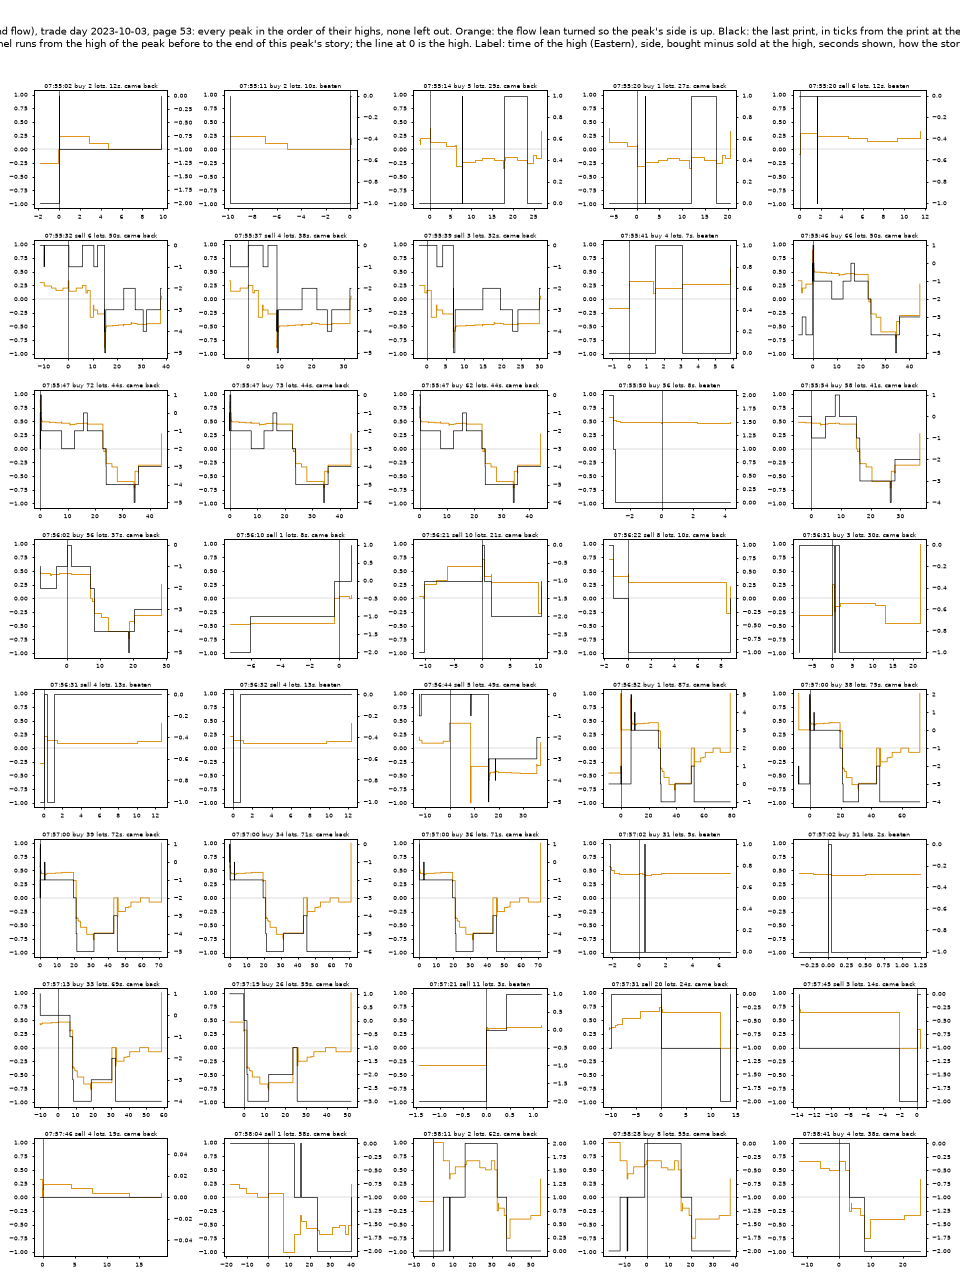 nd flow), trade day 2023-10-03, page 53: every peak in the order of their highs, none left out. Orange: the flow lean turned so the peak's side is up. Black: the last print, in ticks from the print at the
nel runs from the high of the peak before to the end of this peak's story; the line at 0 is the high. Label: time of the high (Eastern), side, bought minus sold at the high, seconds shown, how the stor
07:55:02 buy 2 lots, 12s, came back
07:55:11 buy 2 lots, 10s, beaten
07:55:14 buy 5 lots, 29s, came back
07:55:20 buy 1 lots, 27s, came back
07:55:20 sell 6 lots, 12s, beaten
07:55:32 sell 6 lots, 50s, came back
07:55:37 sell 4 lots, 38s, came back
07:55:39 sell 3 lots, 32s, came back
07:55:41 buy 4 lots, 7s, beaten
07:55:46 buy 66 lots, 50s, came back
07:55:47 buy 72 lots, 44s, came back
07:55:47 buy 73 lots, 44s, came back
07:55:47 buy 62 lots, 44s, came back
07:55:50 buy 56 lots, 8s, beaten
07:55:54 buy 58 lots, 41s, came back
07:56:02 buy 56 lots, 37s, came back
07:56:10 sell 1 lots, 8s, came back
07:56:21 sell 10 lots, 21s, came back
07:56:22 sell 8 lots, 10s, came back
07:56:31 buy 3 lots, 30s, came back
07:56:31 sell 4 lots, 13s, beaten
07:56:32 sell 4 lots, 13s, beaten
07:56:44 sell 5 lots, 49s, came back
07:56:52 buy 1 lots, 87s, came back
07:57:00 buy 38 lots, 75s, came back
07:57:00 buy 39 lots, 72s, came back
07:57:00 buy 34 lots, 71s, came back
07:57:00 buy 36 lots, 71s, came back
07:57:02 buy 31 lots, 9s, beaten
07:57:02 buy 31 lots, 2s, beaten
07:57:13 buy 33 lots, 69s, came back
07:57:19 buy 26 lots, 59s, came back
07:57:21 sell 11 lots, 3s, beaten
07:57:31 sell 20 lots, 24s, came back
07:57:45 sell 3 lots, 14s, came back
07:57:46 sell 4 lots, 19s, came back
07:58:04 sell 1 lots, 58s, came back
07:58:11 buy 2 lots, 62s, came back
07:58:28 buy 8 lots, 55s, came back
07:58:41 buy 4 lots, 38s, came back